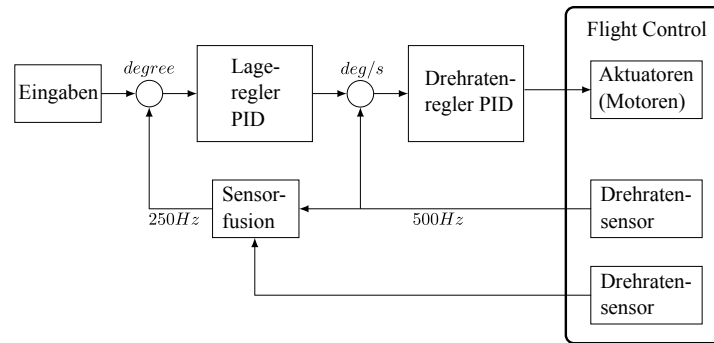 Flight Control
Eingaben
degree
Lage-
regler
PID
deg/s
Drehraten-
regler PID
Aktuatoren
(Motoren)
250Hz
Sensor-
fusion
500Hz
Drehraten-
sensor
Drehraten-
sensor